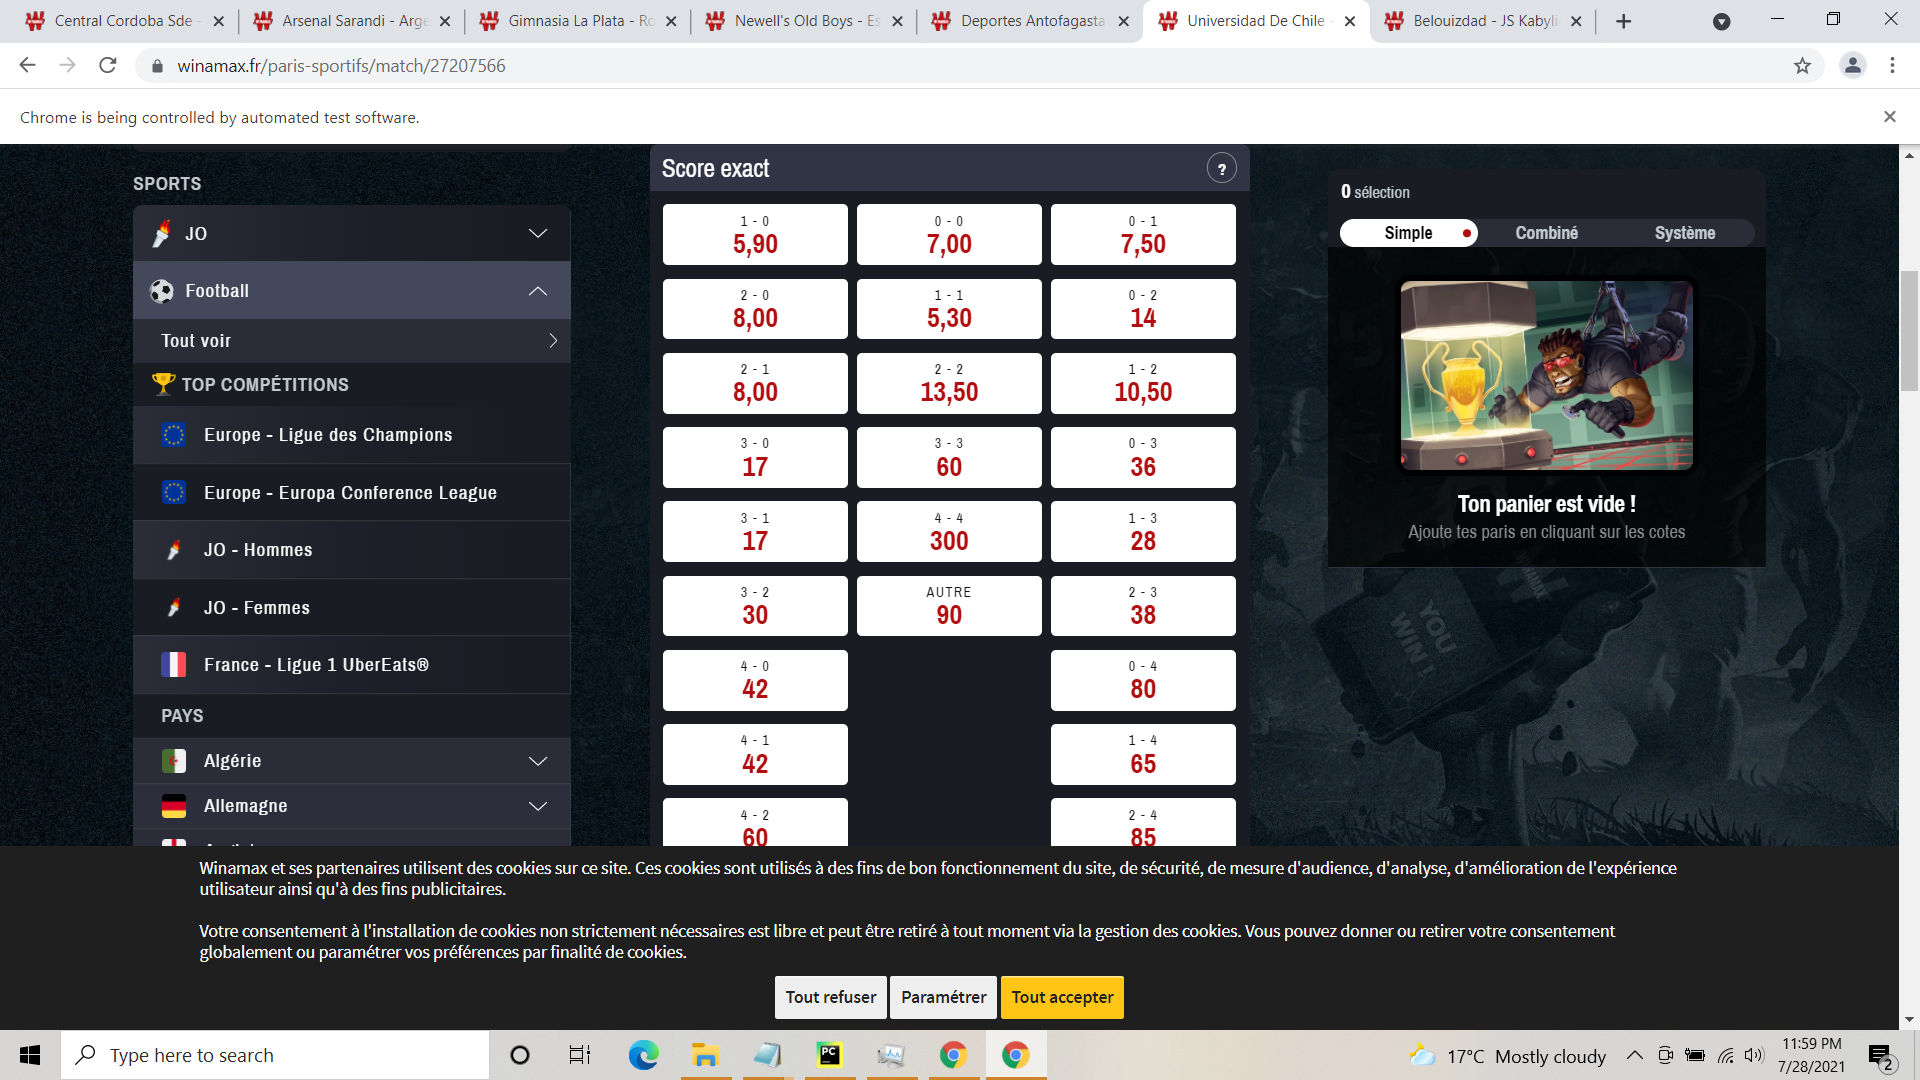 Central Cordoba Sde -
Arsenal Sarandi - Arge
Gimnasia La Plata - Ro
Newell's Old Boys - Es
Deportes Antofagasta
Universidad De Chile -
Belouizdad - JS Kabyli
winamax.fr/paris-sportifs/match/27207566
Chrome is being controlled by automated test software.
SPORTS
JO
Football
Tout voir
TOP COMPÉTITIONS
Europe - Ligue des Champions
Europe - Europa Conference League
JO - Hommes
JO - Femmes
France - Ligue 1 UberEats®
PAYS
Algérie
Allemagne
Score exact
?
1 - 0
5,90
0 - 0
7,00
0 - 1
7,50
2 - 0
8,00
1 - 1
5,30
0 - 2
14
2 - 1
8,00
2 - 2
13,50
1 - 2
10,50
3 - 0
17
3 - 3
60
0 - 3
36
3 - 1
17
4 - 4
300
1 - 3
28
3 - 2
30
AUTRE
90
2 - 3
38
4 - 0
42
0 - 4
80
4 - 1
42
1 - 4
65
4 - 2
60
2 - 4
85
0 sélection
Simple
Combiné
Système
Ton panier est vide !
Ajoute tes paris en cliquant sur les cotes
YOU
WIN!
Winamax et ses partenaires utilisent des cookies sur ce site. Ces cookies sont utilisés à des fins de bon fonctionnement du site, de sécurité, de mesure d'audience, d'analyse, d'amélioration de l'expérience
utilisateur ainsi qu'à des fins publicitaires.
Votre consentement à l'installation de cookies non strictement nécessaires est libre et peut être retiré à tout moment via la gestion des cookies. Vous pouvez donner ou retirer votre consentement
globalement ou paramétrer vos préférences par finalité de cookies.
Tout refuser
Paramétrer
Tout accepter
Type here to search
PC
17°C Mostly cloudy
11:59 PM
7/28/2021
2